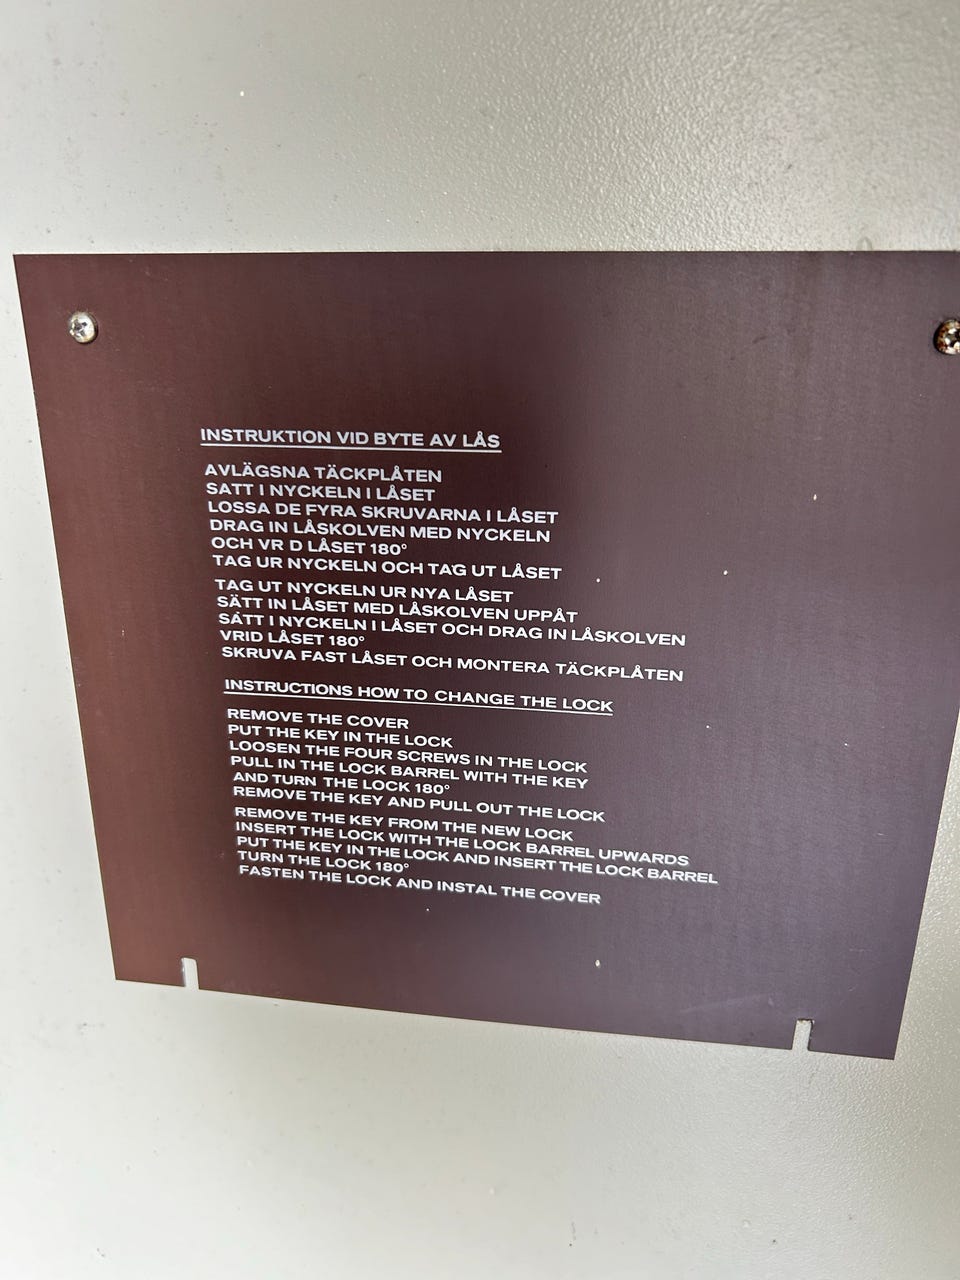 INSTRUKTION VID BYTE AV LÅS
AVLÄGSNA TÄCKPLÅTEN
SATT I NYCKELN I LÅSET
LOSSA DE FYRA SKRUVARNA I LÅSET
DRAG IN LÅSKOLVEN MED NYCKELN
OCH VR D LÅSET 180°
TAG UR NYCKELN OCH TAG UT LÅSET
TAG UT NYCKELN UR NYA LÅSET
SÄTT IN LÅSET MED LÅSKOLVEN UPPÅT
SÄTT I NYCKELN I LÅSET OCH DRAG IN LÅSKOLVEN
VRID LÅSET 180°
SKRUVA FAST LÅSET OCH MONTERA TÄCKPLÅTEN
INSTRUCTIONS HOW TO CHANGE THE LOCK
REMOVE THE COVER
PUT THE KEY IN THE LOCK
LOOSEN THE FOUR SCREWS IN THE LOCK
PULL IN THE LOCK BARREL WITH THE KEY
AND TURN THE LOCK 180°
REMOVE THE KEY AND PULL OUT THE LOCK
REMOVE THE KEY FROM THE NEW LOCK
INSERT THE LOCK WITH THE LOCK BARREL UPWARDS
PUT THE KEY IN THE LOCK AND INSERT THE LOCK BARREL
TURN THE LOCK 180°
FASTEN THE LOCK AND INSTAL THE COVER